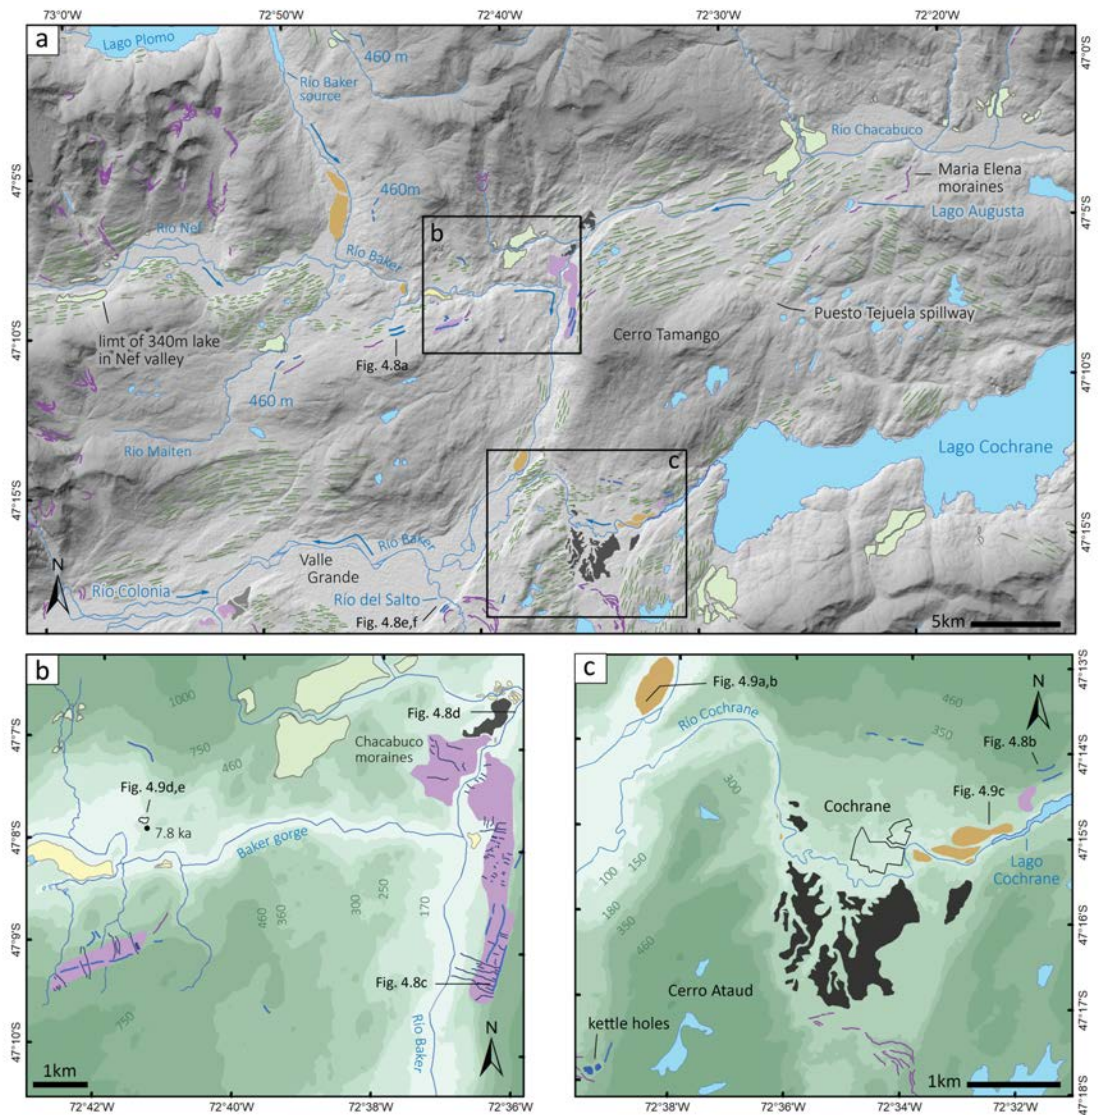 73°0'W
72°50'W
72°40'W
72°30'W
72°20'W
a
Lago Plomo
460 m
47°0'S
Río Baker
source
Río Chacabuco
47°5'S
460m
Maria Elena
moraines
47°5'S
Lago Augusta
b
Río Nef
Río Baker
Puesto Tejuela spillway
limt of 340m lake
in Nef valley
Cerro Tamango
47°10'S
Fig. 4.8a
47°10'S
460 m
Río Maiten
Lago Cochrane
c
47°15'S
47°15'S
Río Baker
N
Valle
Grande
Río Colonia
Río del Salto
Fig. 4.8e,f
5km
72°50'W
72°40'W
72°30'W
b
1000
Fig. 4.8d
47°7'S
750
Chacabuco
moraines
460
Fig. 4.9d,e
7.8 ka
47°8'S
Baker gorge
460
360
300
250
170
47°9'S
Fig. 4.8c
750
N
47°10'S
Río Baker
1km
72°42'W
72°40'W
72°38'W
72°36'W
c
47°13'S
Fig. 4.9a,b
460
N
Río Cochrane
350
47°14'S
Fig. 4.8b
300
Cochrane
Fig. 4.9c
47°15'S
100
150
Lago
Cochrane
180
350
47°16'S
460
Cerro Ataud
47°17'S
kettle holes
1km
47°18'S
72°38'W
72°36'W
72°34'W
72°32'W